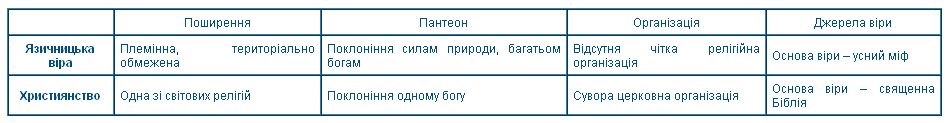 Поширення Пантеон Організація Джерела віри
Язичницька віра Племінна, територіально обмежена Поклоніння силам природи, багатьом богам Відсутня чітка релігійна організація Основа віри – усний міф
Християнство Одна зі світових релігій Поклоніння одному богу Сувора церковна організація Основа віри – священна Біблія